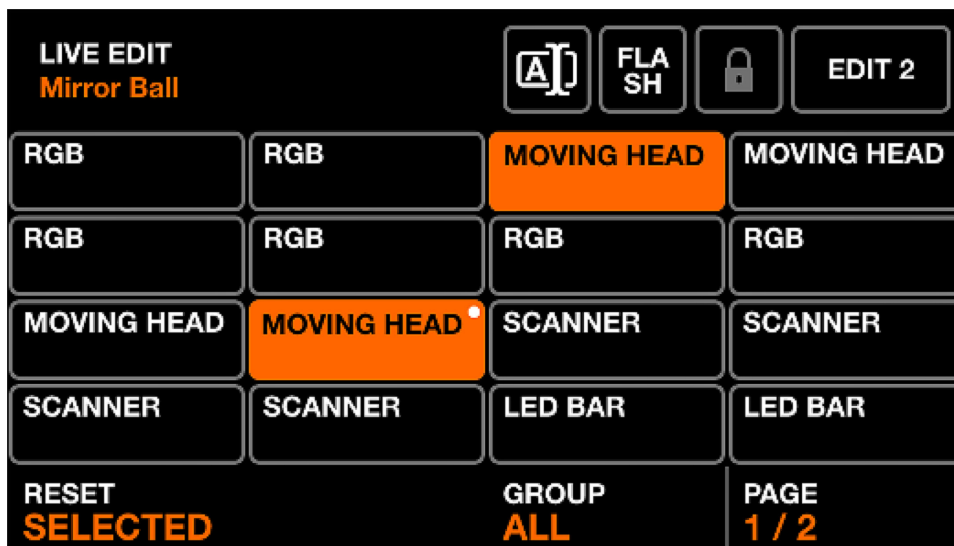 LIVE EDIT
Mirror Ball
A
FLA
SH
EDIT 2
RGB
RGB
MOVING HEAD
MOVING HEAD
RGB
RGB
RGB
RGB
MOVING HEAD
MOVING HEAD
SCANNER
SCANNER
SCANNER
SCANNER
LED BAR
LED BAR
RESET
SELECTED
GROUP
ALL
PAGE
1 / 2